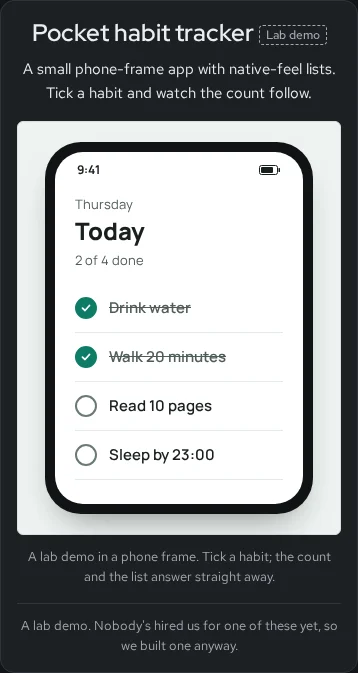 Pocket habit tracker Lab demo
A small phone-frame app with native-feel lists.
Tick a habit and watch the count follow.
9:41
Thursday
Today
2 of 4 done
Drink water
Walk 20 minutes
Read 10 pages
Sleep by 23:00
A lab demo in a phone frame. Tick a habit; the count
and the list answer straight away.
A lab demo. Nobody's hired us for one of these yet, so
we built one anyway.